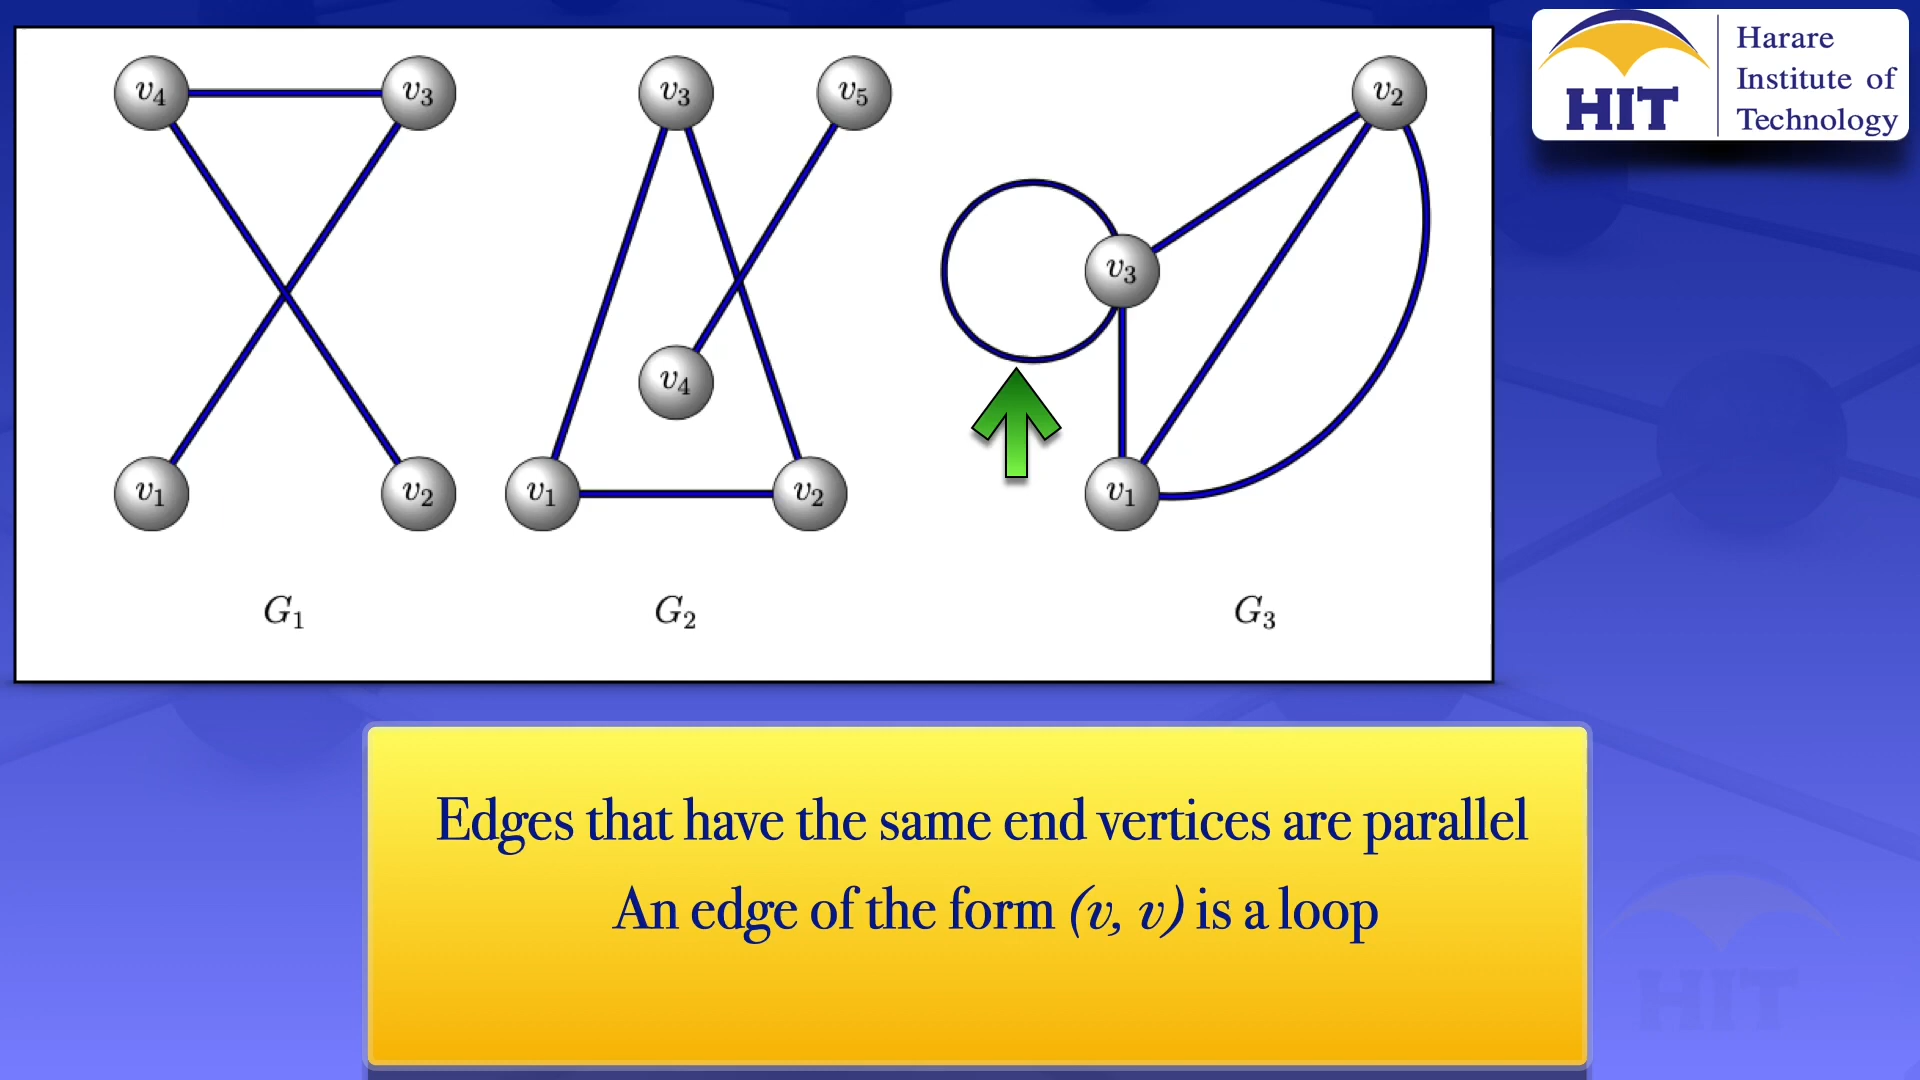 v4
v3
v1
v2
G1
v3
v5
v4
v1
v2
G2
v2
v3
v1
G3
HIT
Harare
Institute of
Technology
Edges that have the same end vertices are parallel
An edge of the form (v, v) is a loop
HIT